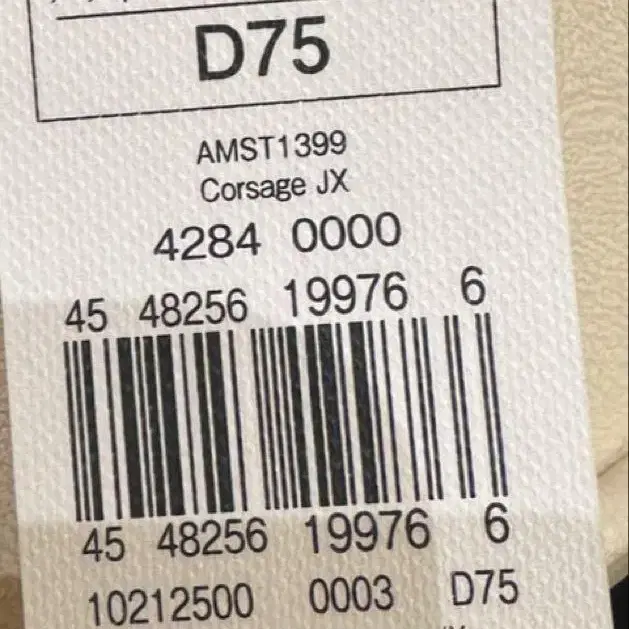 D75
AMST1399
Corsage JX
4284 0000
45 48256 19976 6
45 48256 19976 6
10212500 0003 D75